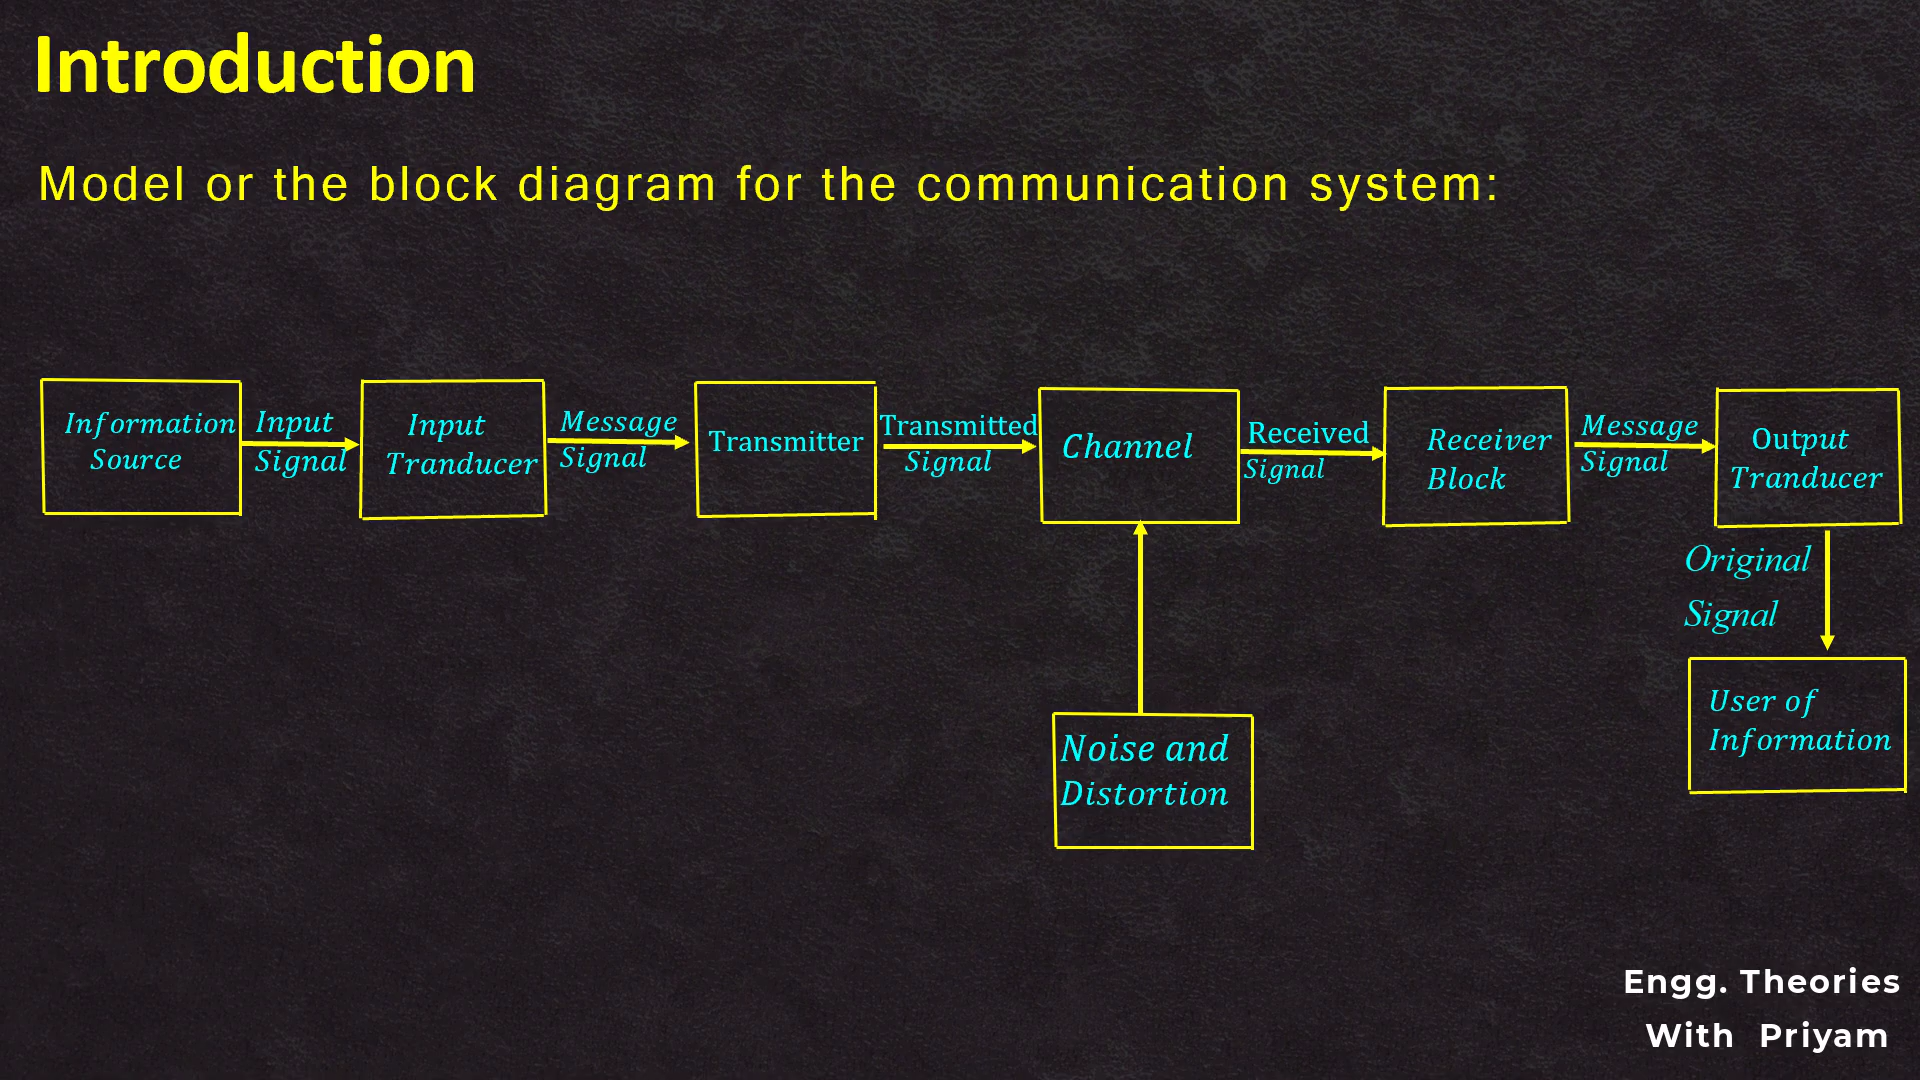 Introduction
Model or the block diagram for the communication system:
Information
Source
Input
Signal
Input
Tranducer
Message
Signal
Transmitter
Transmitted
Signal
Channel
Received
Signal
Receiver
Block
Message
Signal
Output
Tranducer
Original
Signal
User of
Information
Noise and
Distortion
Engg. Theories
With Priyam